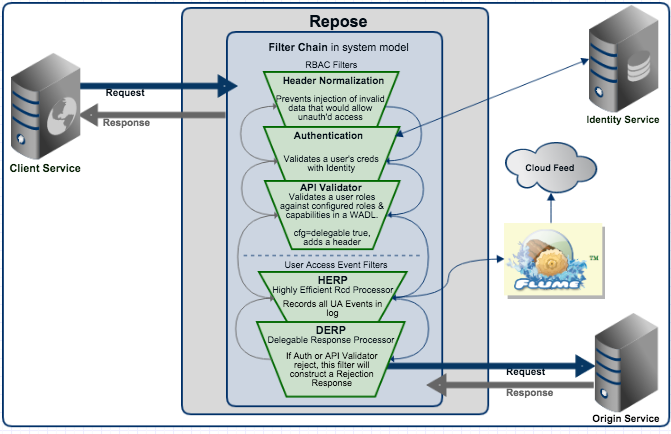 Repose
Filter Chain in system model
RBAC Filters
Header Normalization
Prevents injection of invalid
data that would allow
unauth'd access
Authentication
Validates a user's creds
with Identity
API Validator
Validates a user roles
against configured roles &
capabilities in a WADL.
cfg=delegable true,
adds a header
User Access Event Filters
HERP
Highly Efficient Rcd Processor
Records all UA Events in
log
DERP
Delegable Response Processor
If Auth or API Validator
reject, this filter will
construct a Rejection
Response
Request
Response
Client Service
Identity Service
Cloud Feed
FLUME
TM
Request
Response
Origin Service